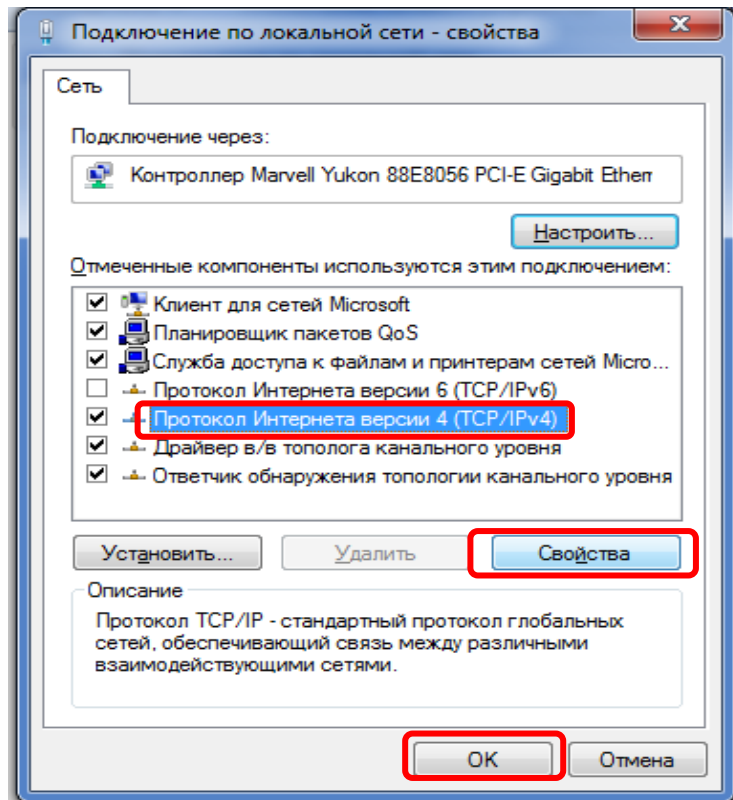 Подключение по локальной сети - свойства
Сеть
Подключение через:
Контроллер Marvell Yukon 88E8056 PCI-E Gigabit Ethern
Настроить...
Отмеченные компоненты используются этим подключением:
Клиент для сетей Microsoft
Планировщик пакетов QoS
Служба доступа к файлам и принтерам сетей Micro...
Протокол Интернета версии 6 (TCP/IPv6)
Протокол Интернета версии 4 (TCP/IPv4)
Драйвер в/в тополога канального уровня
Ответчик обнаружения топологии канального уровня
Установить... Удалить Свойства
Описание
Протокол TCP/IP - стандартный протокол глобальных
сетей, обеспечивающий связь между различными
взаимодействующими сетями.
ОК Отмена